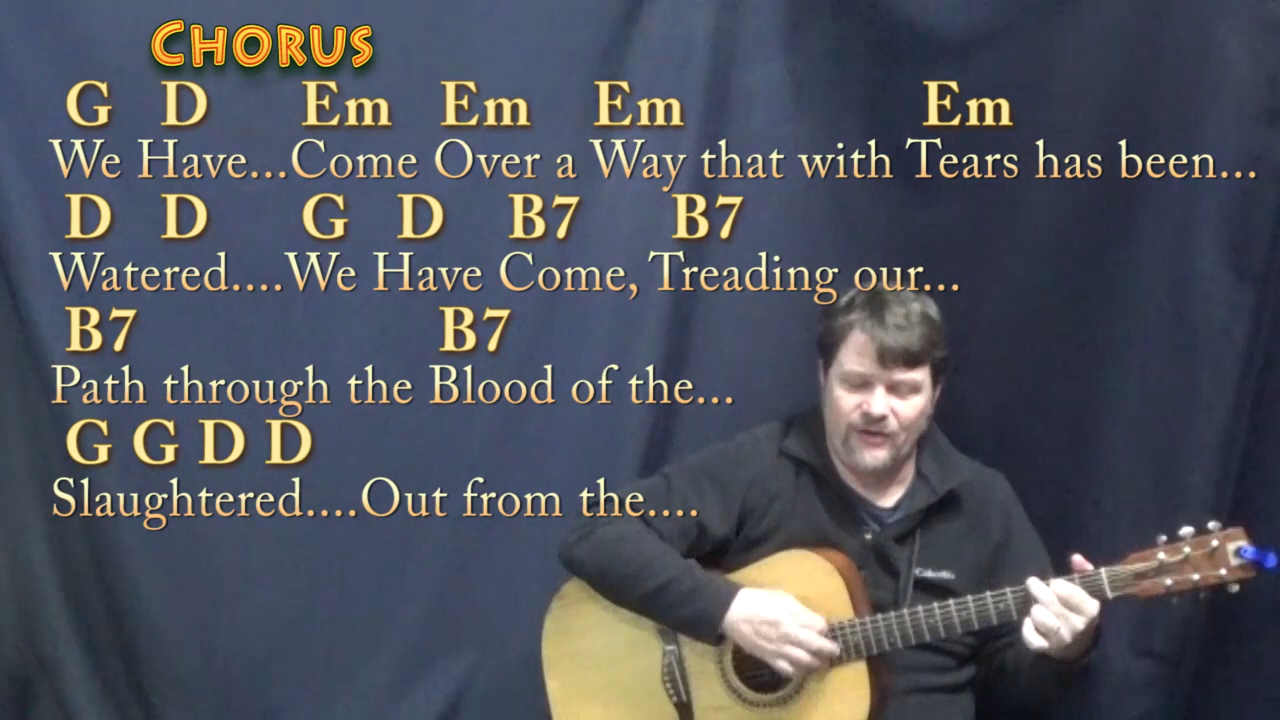 CHORUS
G D Em Em Em Em
We Have...Come Over a Way that with Tears has been...
D D G D B7 B7
Watered....We Have Come, Treading our...
B7 B7
Path through the Blood of the...
G G D D
Slaughtered....Out from the....
Columbia